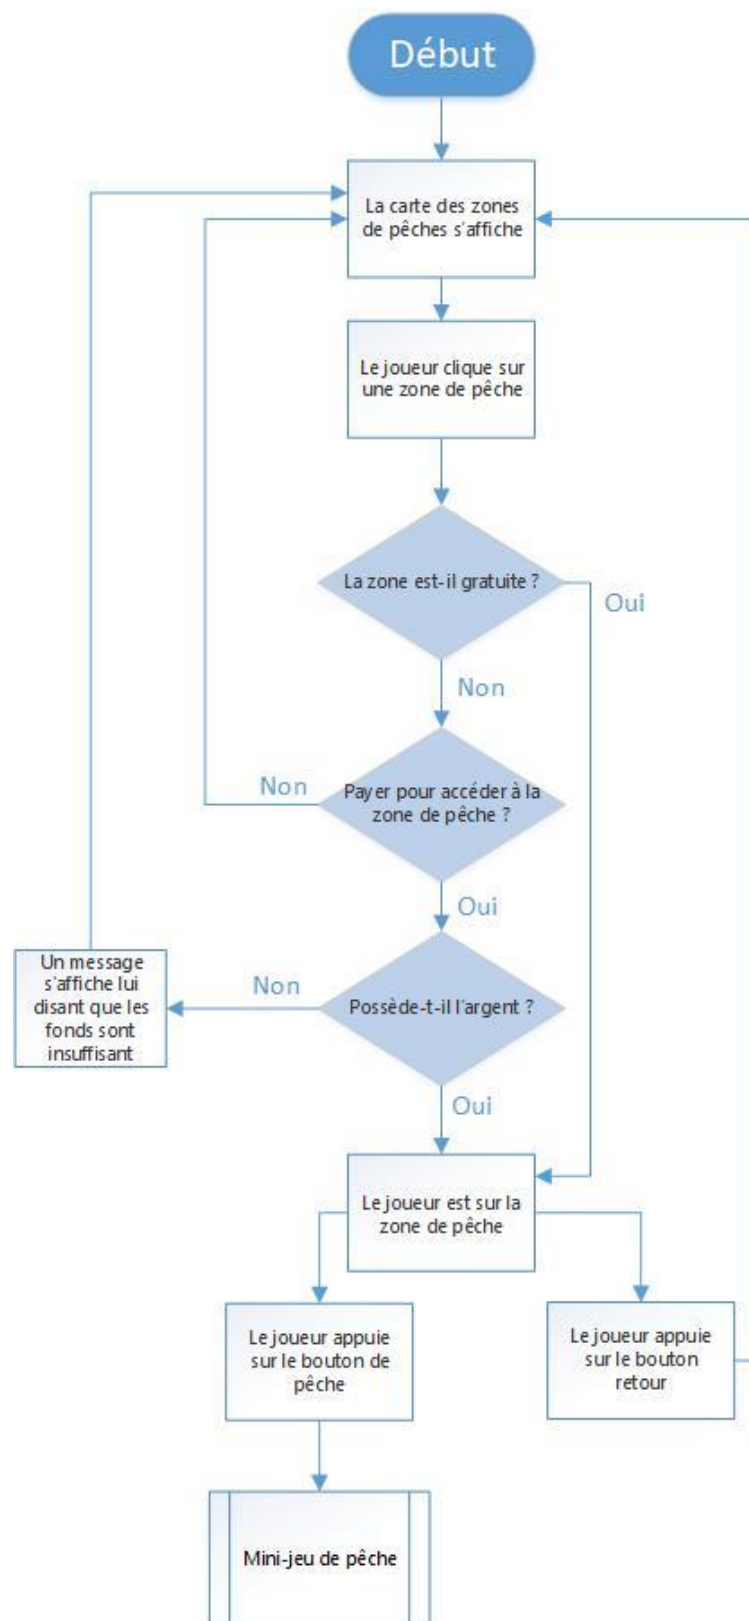 Début
La carte des zones
de pêches s'affiche
Le joueur clique sur
une zone de pêche
La zone est-il gratuite ?
Oui
Non
Payer pour accéder à la
zone de pêche ?
Non
Oui
Possède-t-il l'argent ?
Non
Un message
s'affiche lui
disant que les
fonds sont
insuffisant
Oui
Le joueur est sur la
zone de pêche
Le joueur appuie
sur le bouton de
pêche
Le joueur appuie
sur le bouton
retour
Mini-jeu de pêche